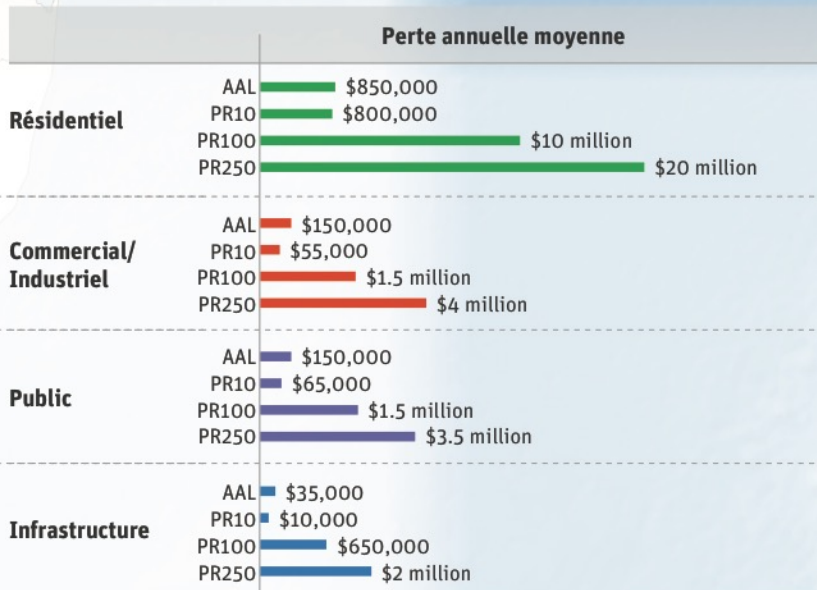 Perte annuelle moyenne
Résidentiel
AAL $850,000
PR10 $800,000
PR100 $10 million
PR250 $20 million
Commercial/
Industriel
AAL $150,000
PR10 $55,000
PR100 $1.5 million
PR250 $4 million
Public
AAL $150,000
PR10 $65,000
PR100 $1.5 million
PR250 $3.5 million
Infrastructure
AAL $35,000
PR10 $10,000
PR100 $650,000
PR250 $2 million